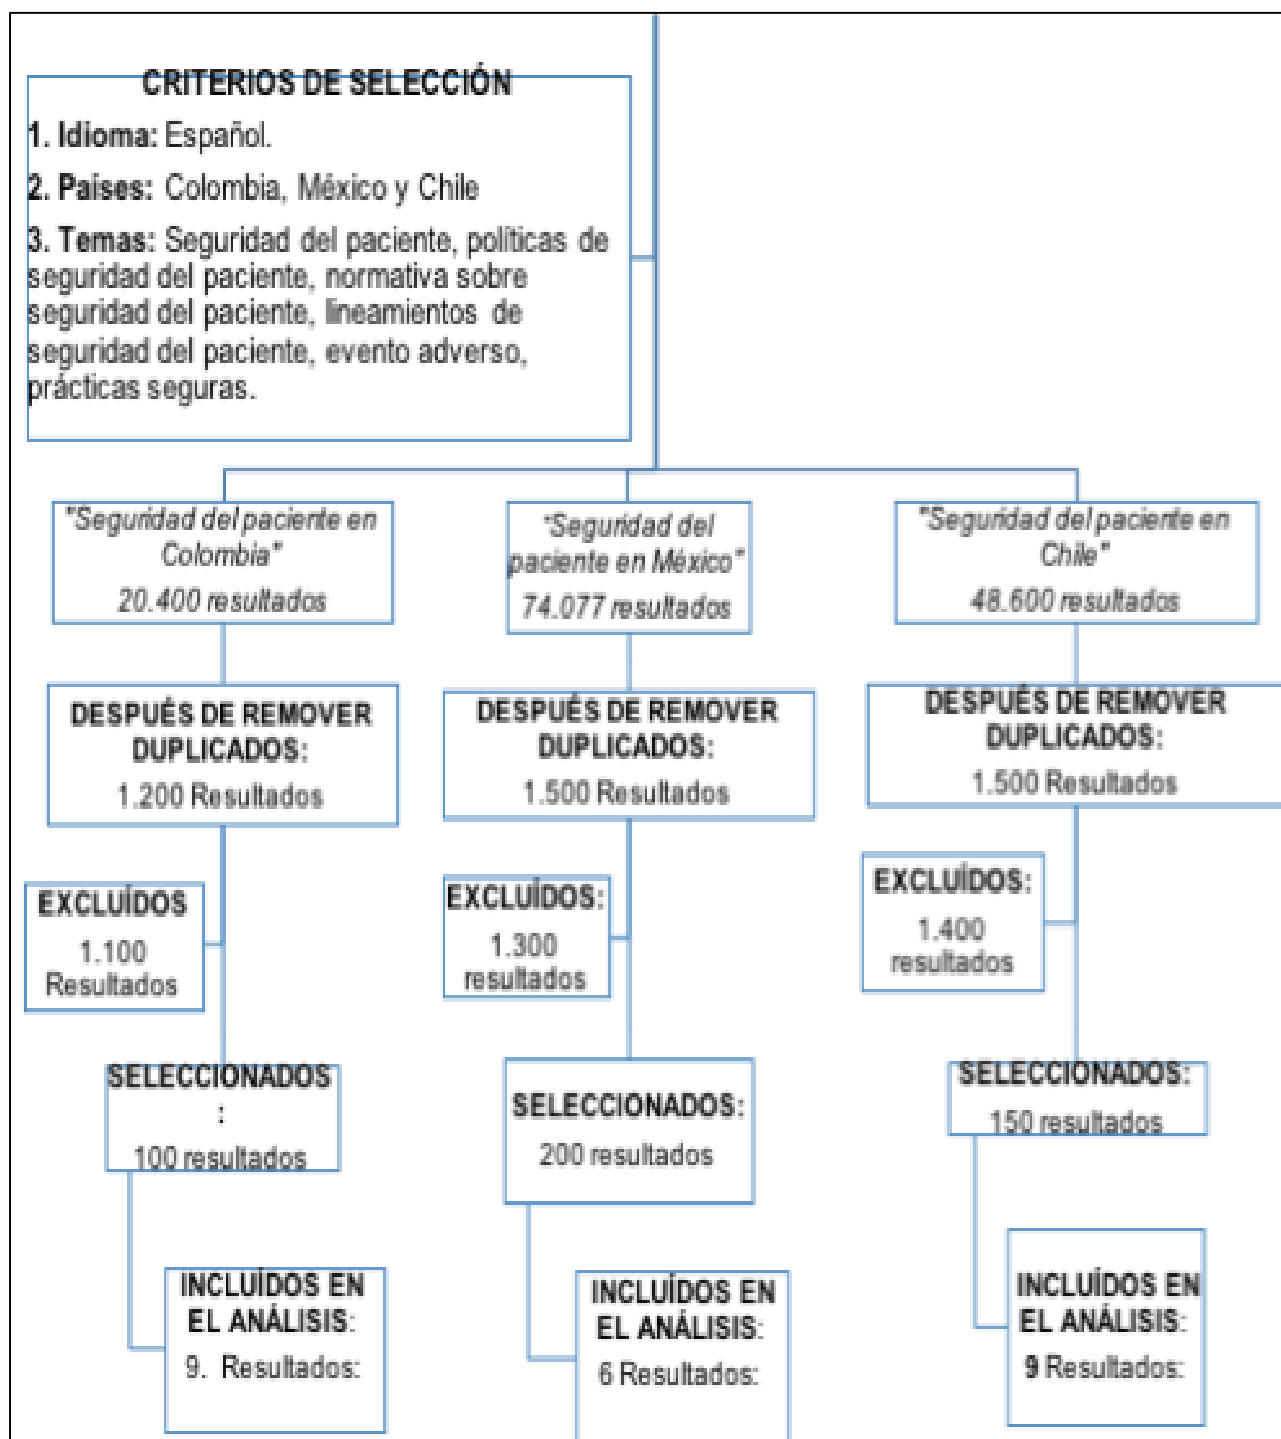 CRITERIOS DE SELECCIÓN
1. Idioma: Español.
2. Países: Colombia, México y Chile
3. Temas: Seguridad del paciente, políticas de
seguridad del paciente, normativa sobre
seguridad del paciente, lineamientos de
seguridad del paciente, evento adverso,
prácticas seguras.
"Seguridad del paciente en
Colombia"
20.400 resultados
"Seguridad del
paciente en México"
74.077 resultados
"Seguridad del paciente en
Chile"
48.600 resultados
DESPUÉS DE REMOVER
DUPLICADOS:
1.200 Resultados
DESPUÉS DE REMOVER
DUPLICADOS:
1.500 Resultados
DESPUÉS DE REMOVER
DUPLICADOS:
1.500 Resultados
EXCLUÍDOS
1.100
Resultados
EXCLUÍDOS:
1.300
resultados
EXCLUÍDOS:
1.400
resultados
SELECCIONADOS
:
100 resultados
SELECCIONADOS:
200 resultados
SELECCIONADOS:
150 resultados
INCLUÍDOS EN
EL ANÁLISIS:
9. Resultados:
INCLUÍDOS EN
EL ANÁLISIS:
6 Resultados:
INCLUÍDOS EN
EL ANÁLISIS:
9 Resultados: